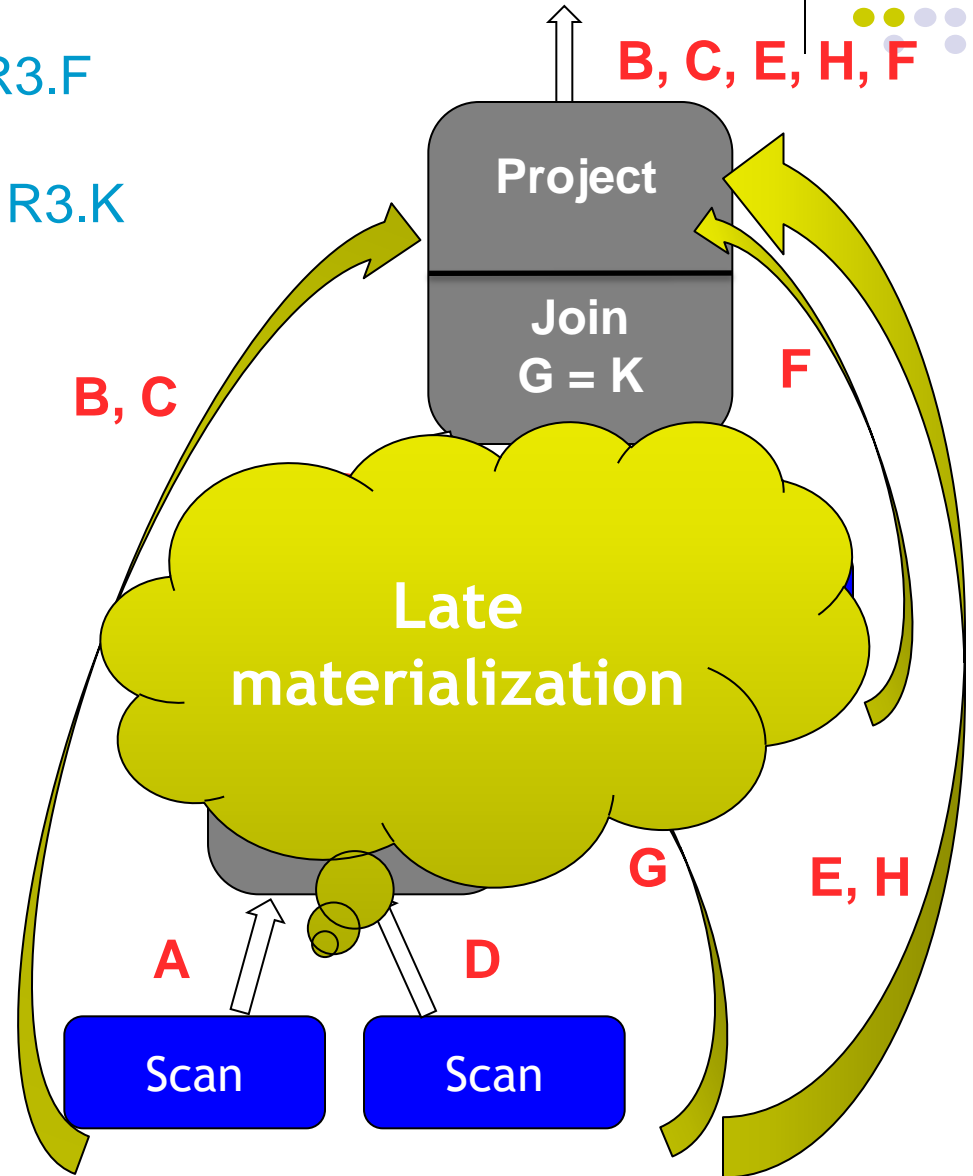 R3.F
B, C, E, H, F
Project
R3.K
Join
G = K
F
B, C
Late
materialization
G
E, H
A
D
Scan
Scan